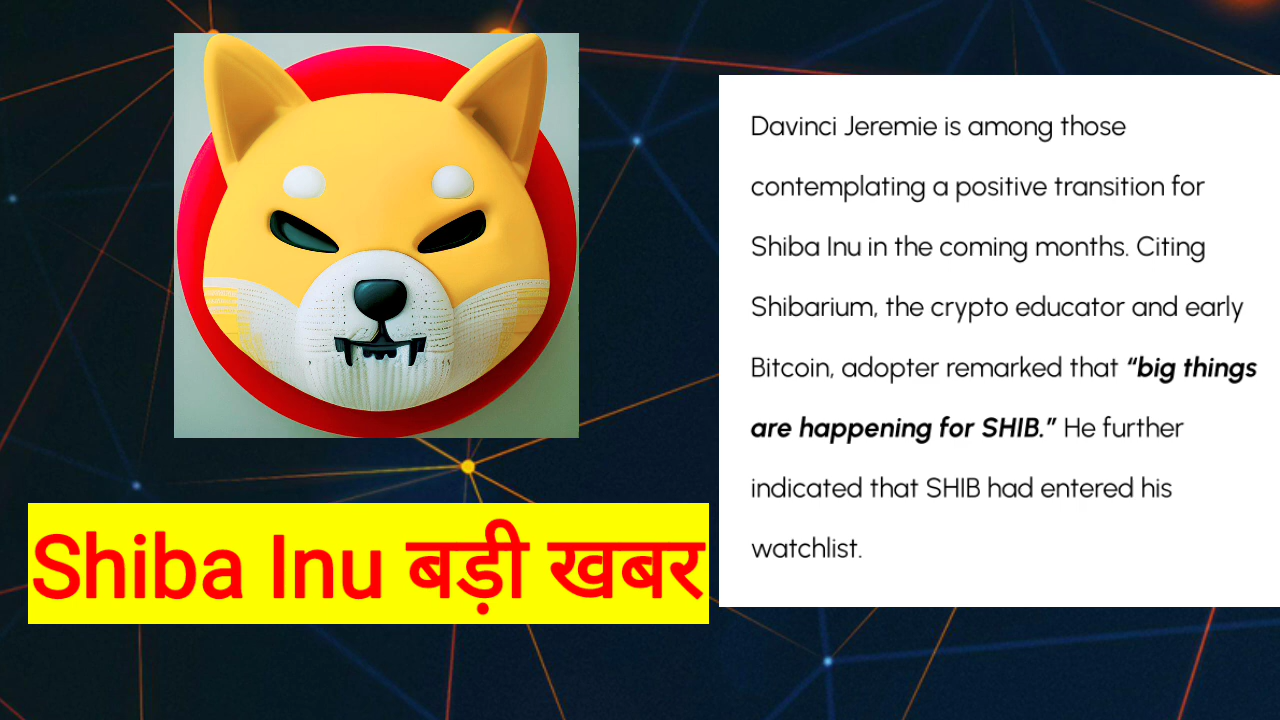 Shiba Inu बड़ी खबर
Davinci Jeremie is among those
contemplating a positive transition for
Shiba Inu in the coming months. Citing
Shibarium, the crypto educator and early
Bitcoin, adopter remarked that “big things
are happening for SHIB.” He further
indicated that SHIB had entered his
watchlist.